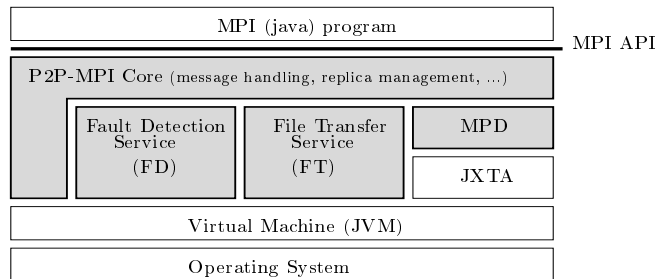 MPI (java) program
MPI API
P2P-MPI Core (message handling, replica management, ...)
Fault Detection
Service
(FD)
File Transfer
Service
(FT)
MPD
JXTA
Virtual Machine (JVM)
Operating System